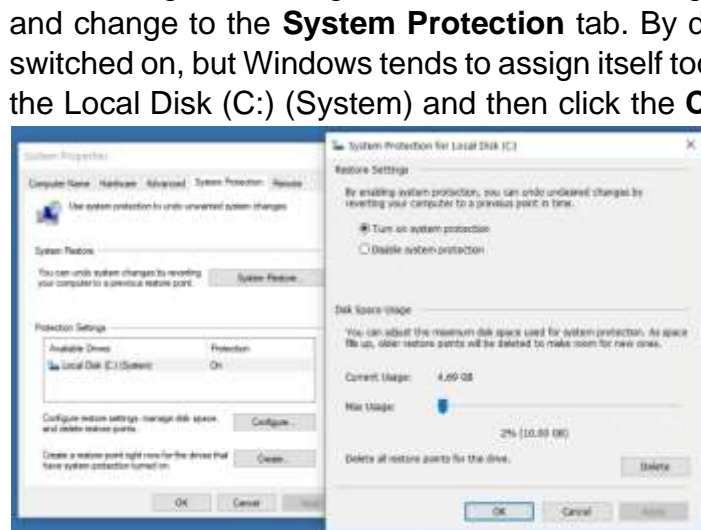 and change to the System Protection tab. By d
switched on, but Windows tends to assign itself too
the Local Disk (C:) (System) and then click the C
System Properties
Computer Name Hardware Advanced System Protection Remote
Use system protection to undo unwanted system changes.
System Restore
You can undo system changes by reverting
your computer to a previous restore point.
System Restore...
Protection Settings
Available Drives Protection
Local Disk (C:) (System) On
Configure restore settings, manage disk space,
and delete restore points.
Configure...
Create a restore point right now for the drives that
have system protection turned on.
Create...
OK Cancel
System Protection for Local Disk (C:)
Restore Settings
By enabling system protection, you can undo undesired changes by
reverting your computer to a previous point in time.
Turn on system protection
Disable system protection
Disk Space Usage
You can adjust the maximum disk space used for system protection. As space
fills up, older restore points will be deleted to make room for new ones.
Current Usage: 4.69 GB
Max Usage:
2% (10.00 GB)
Delete all restore points for this drive.
Delete
OK Cancel Apply